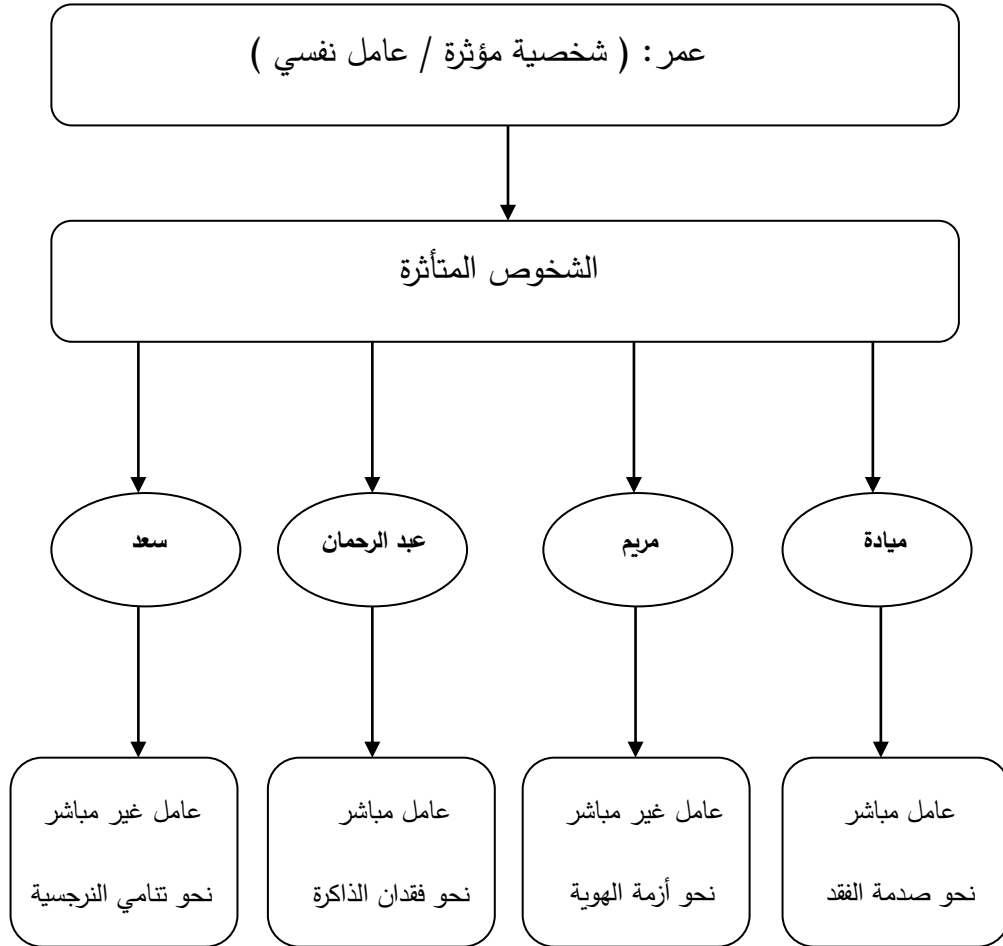 عمر: ( شخصية مؤثرة / عامل نفسي )
الشخوص المتأثرة
ميادة
مريم
عبد الرحمان
سعد
عامل مباشر
نحو صدمة الفقد
عامل غير مباشر
نحو أزمة الهوية
عامل مباشر
نحو فقدان الذاكرة
عامل غير مباشر
نحو تنامي النرجسية